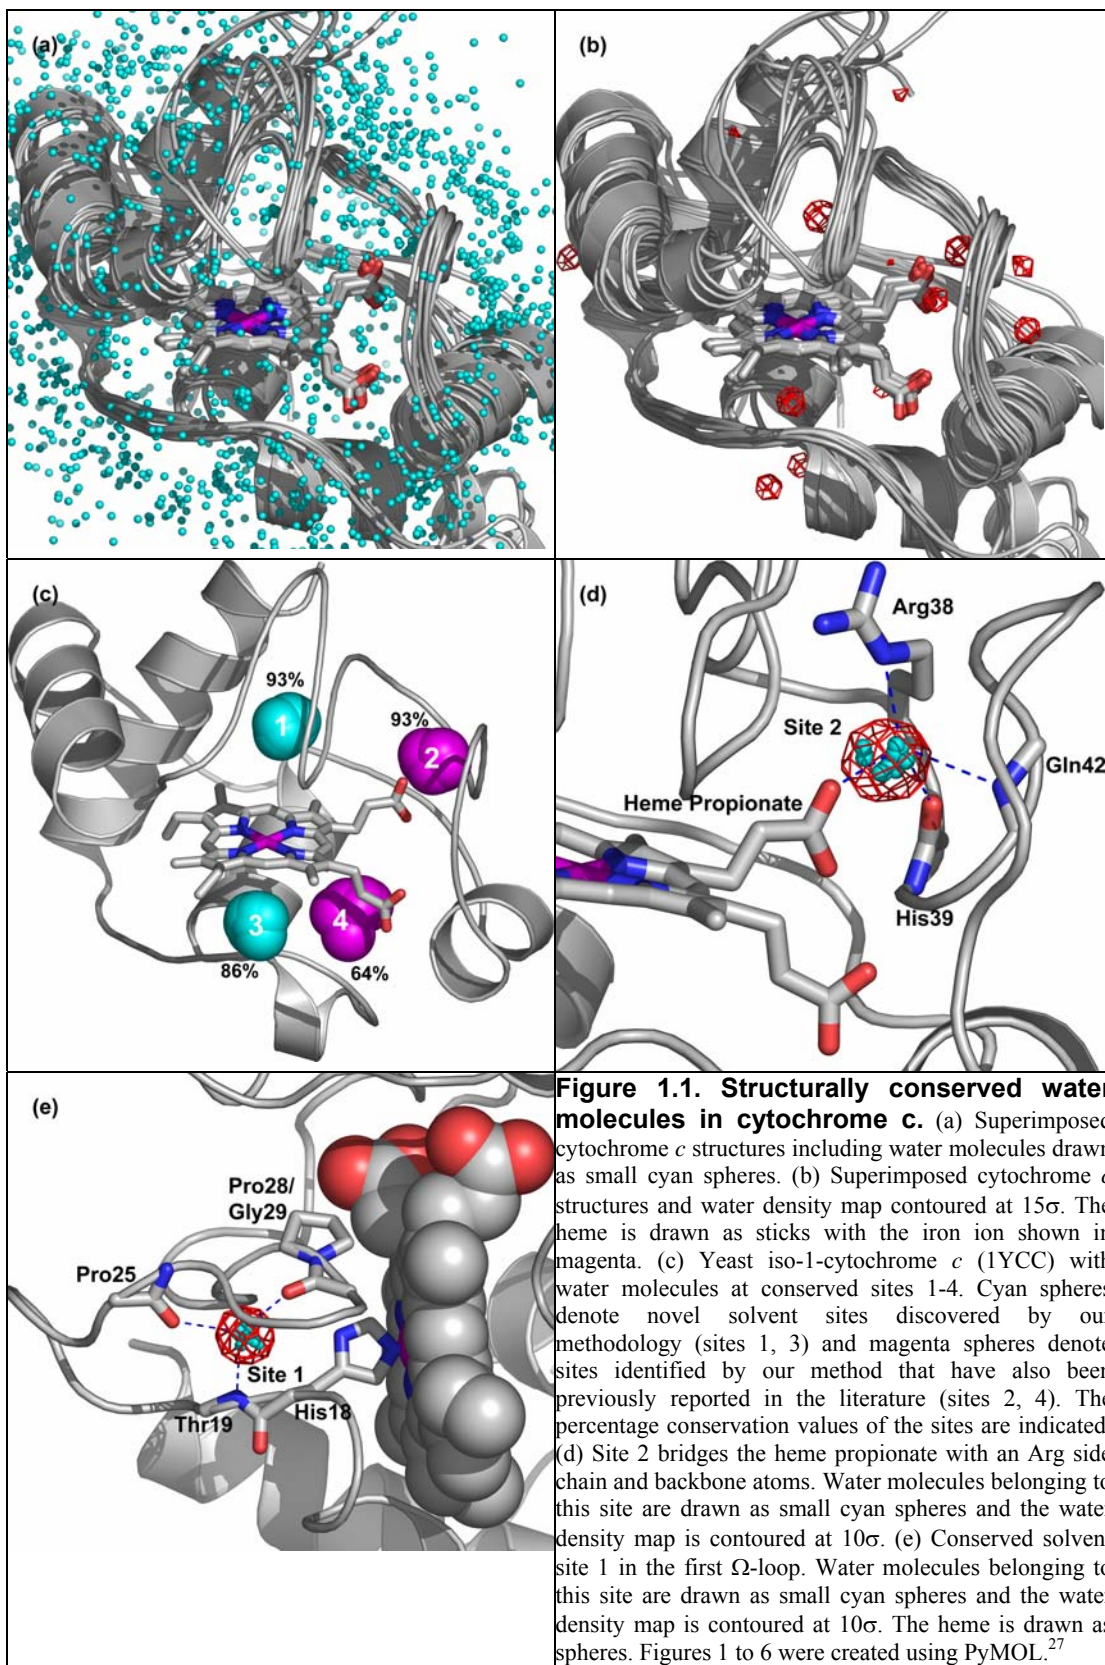 (a)
(b)
(c)
93%
1
93%
2
3
4
86%
64%
(d)
Arg38
Site 2
Gln42
Heme Propionate
His39
(e)
Pro28/
Gly29
Pro25
Site 1
Thr19
His18
Figure 1.1. Structurally conserved water
molecules in cytochrome c. (a) Superimposed
cytochrome c structures including water molecules drawn
as small cyan spheres. (b) Superimposed cytochrome c
structures and water density map contoured at 15σ. The
heme is drawn as sticks with the iron ion shown in
magenta. (c) Yeast iso-1-cytochrome c (1YCC) with
water molecules at conserved sites 1-4. Cyan spheres
denote novel solvent sites discovered by our
methodology (sites 1, 3) and magenta spheres denote
sites identified by our method that have also been
previously reported in the literature (sites 2, 4). The
percentage conservation values of the sites are indicated
(d) Site 2 bridges the heme propionate with an Arg side
chain and backbone atoms. Water molecules belonging to
this site are drawn as small cyan spheres and the water
density map is contoured at 10σ. (e) Conserved solvent
site 1 in the first Ω-loop. Water molecules belonging to
this site are drawn as small cyan spheres and the water
density map is contoured at 10σ. The heme is drawn as
spheres. Figures 1 to 6 were created using PyMOL.27